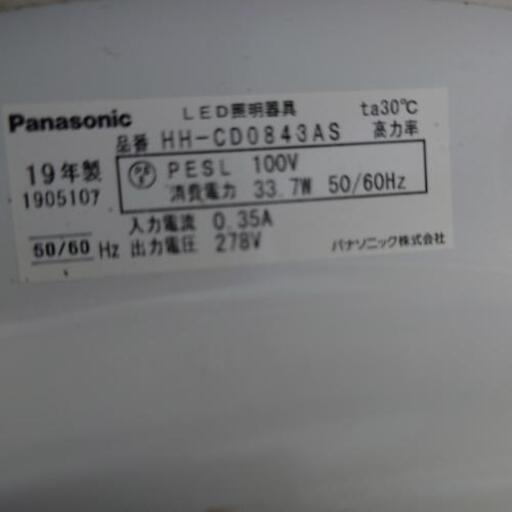 LED照明器具 ta30℃
Panasonic 品番 HH-CD0843AS 高力率
19年製 PSE PESL 100V
1905107 消費電力 33.7W 50/60Hz
入力電流 0.35A
50/60 Hz 出力電圧 278V パナソニック株式会社